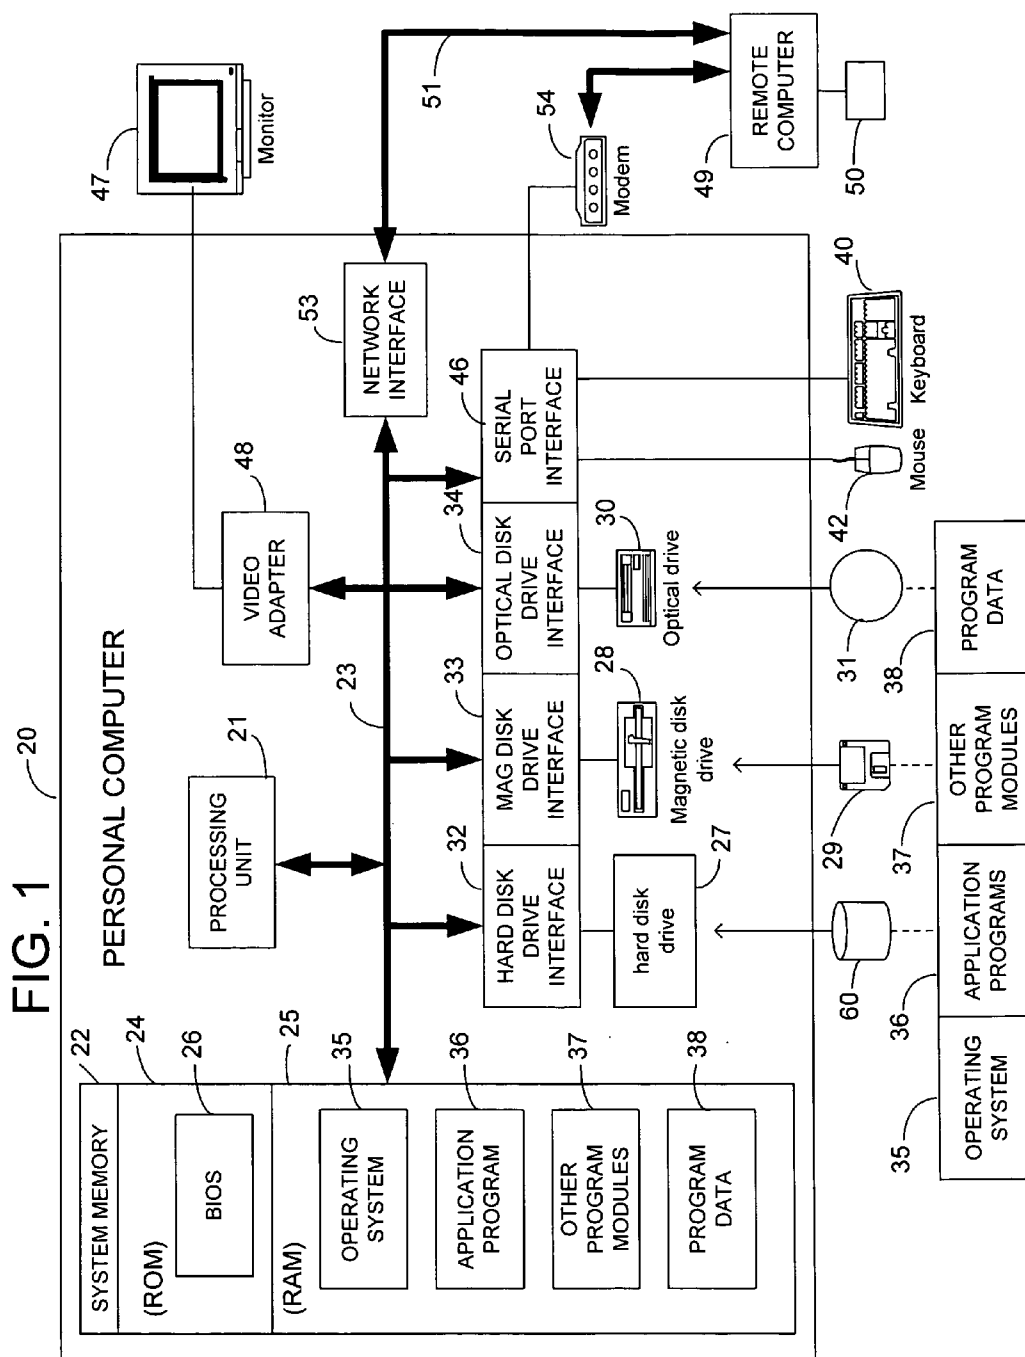 FIG. 1
20
PERSONAL COMPUTER
22
SYSTEM MEMORY
24
(ROM)
26
BIOS
25
(RAM)
35
OPERATING
SYSTEM
36
APPLICATION
PROGRAM
37
OTHER
PROGRAM
MODULES
38
PROGRAM
DATA
21
PROCESSING
UNIT
23
48
VIDEO
ADAPTER
47
Monitor
53
NETWORK
INTERFACE
51
32
HARD DISK
DRIVE
INTERFACE
33
MAG DISK
DRIVE
INTERFACE
34
OPTICAL DISK
DRIVE
INTERFACE
46
SERIAL
PORT
INTERFACE
54
Modem
49
REMOTE
COMPUTER
50
27
hard disk
drive
28
Magnetic disk
drive
30
Optical drive
42
Mouse
40
Keyboard
60
29
31
35
OPERATING
SYSTEM
36
APPLICATION
PROGRAMS
37
OTHER
PROGRAM
MODULES
38
PROGRAM
DATA